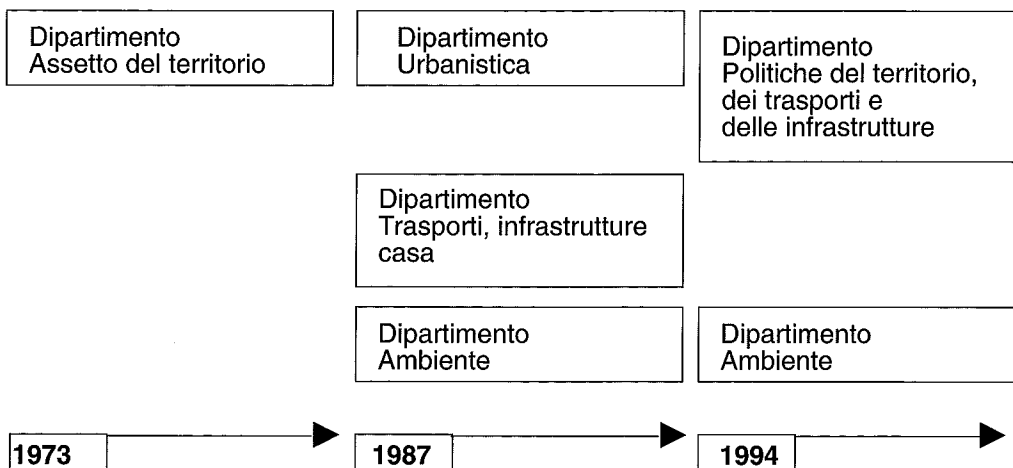 Dipartimento
Assetto del territorio
Dipartimento
Urbanistica
Dipartimento
Politiche del territorio,
dei trasporti e
delle infrastrutture
Dipartimento
Trasporti, infrastrutture
casa
Dipartimento
Ambiente
Dipartimento
Ambiente
1973
1987
1994